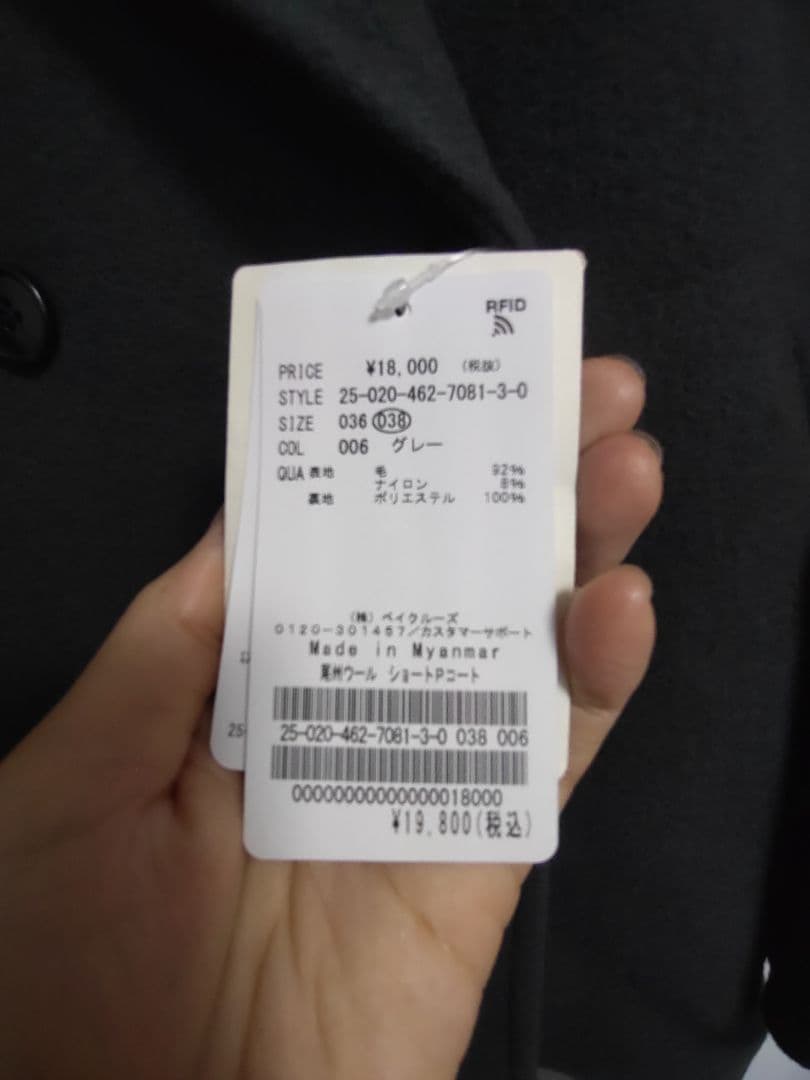 RFID
PRICE ¥18,000 (税抜)
STYLE 25-020-462-7081-3-0
SIZE 036 038
COL 006 グレー
QUA 表地 毛 92%
ナイロン 8%
裏地 ポリエステル 100%
(株) ベイクルーズ
0120-301457/カスタマーサポート
Made in Myanmar
尾州ウール ショートPコート
25-020-462-7081-3-0 038 006
00000000000000018000
¥19,800(税込)
25-